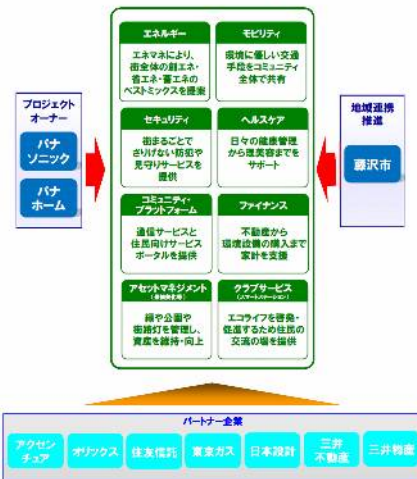 エネルギー
エネマネにより、
街全体の創エネ・
省エネ・蓄エネの
ベストミックスを提案
モビリティ
環境に優しい交通
手段をコミュニティ
全体で共有
プロジェクト
オーナー
パナ
ソニック
パナ
ホーム
セキュリティ
街まるごとで
さりげない防犯や
見守りサービスを
提供
ヘルスケア
日々の健康管理
から理美容までを
サポート
地域連携
推進
藤沢市
コミュニティ・
プラットフォーム
通信サービスと
住民向けサービス
ポータルを提供
ファイナンス
不動産から
環境設備の購入まで
家計を支援
アセットマネジメント
緑や公園や
街路灯を管理し、
資産を維持・向上
クラブサービス
(スマートステーション)
エコライフを啓発・
促進するため住民の
交流の場を提供
パートナー企業
アクセン
チュア
オリックス
住友信託
東京ガス
日本設計
三井
不動産
三井物産